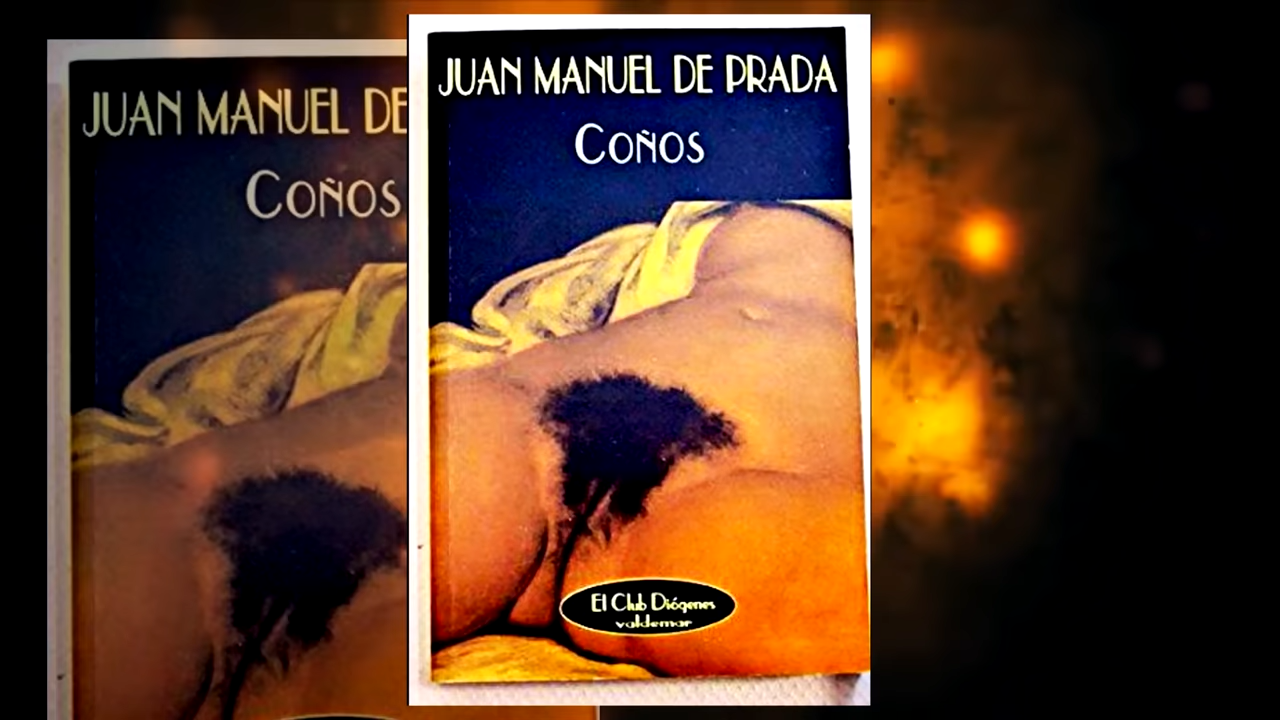 JUAN MANUEL DE
COÑOS
JUAN MANUEL DE PRADA
COÑOS
El Club Diógenes
valdemar